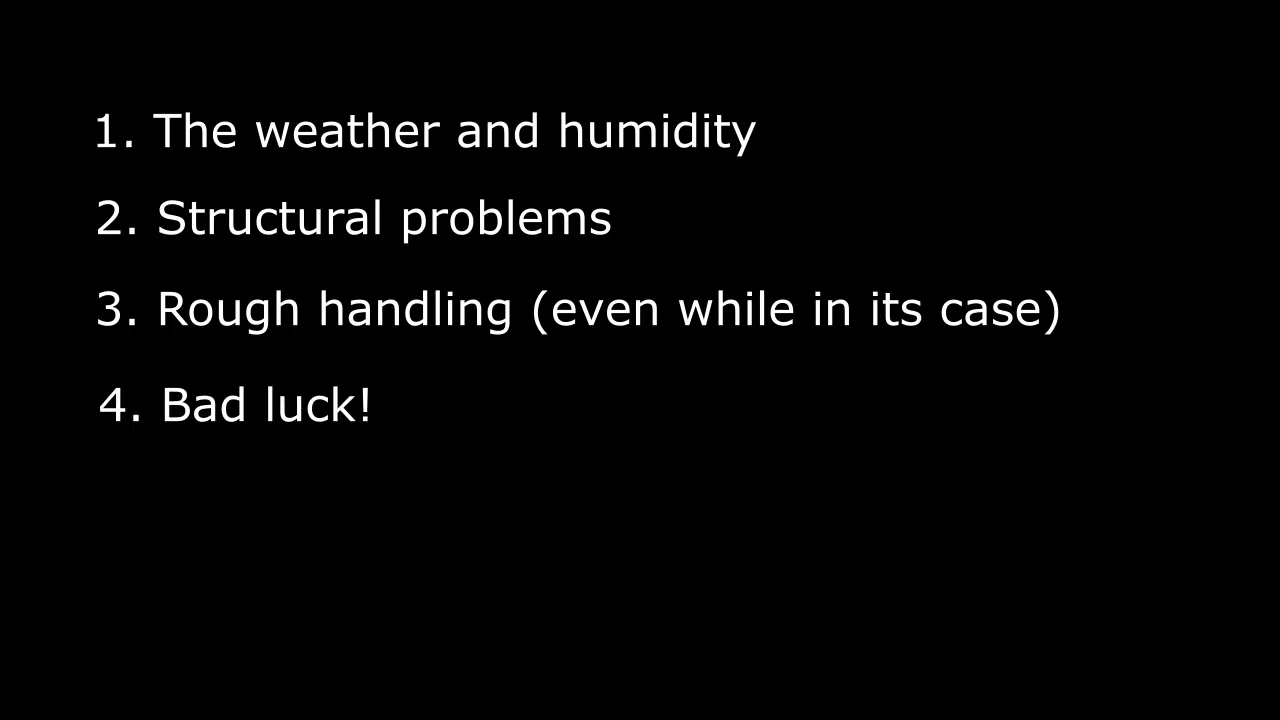 1. The weather and humidity
2. Structural problems
3. Rough handling (even while in its case)
4. Bad luck!